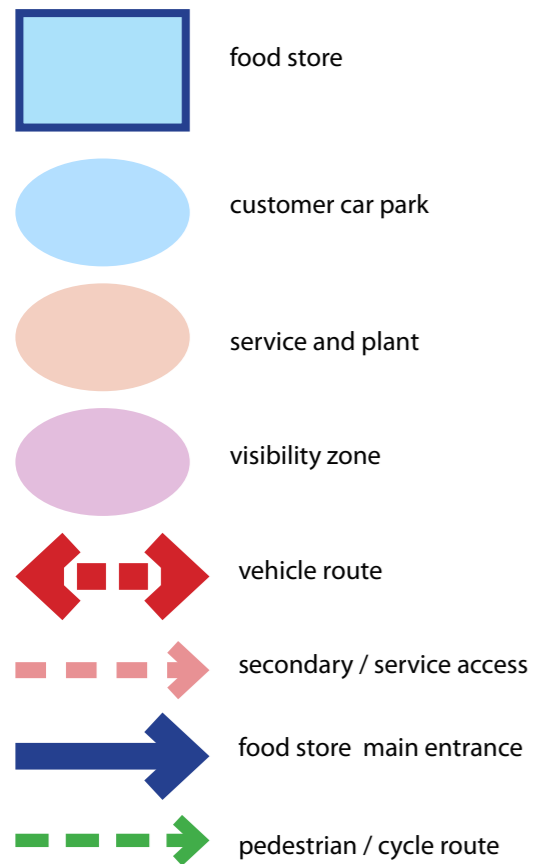 food store
customer car park
service and plant
visibility zone
vehicle route
secondary / service access
food store main entrance
pedestrian / cycle route